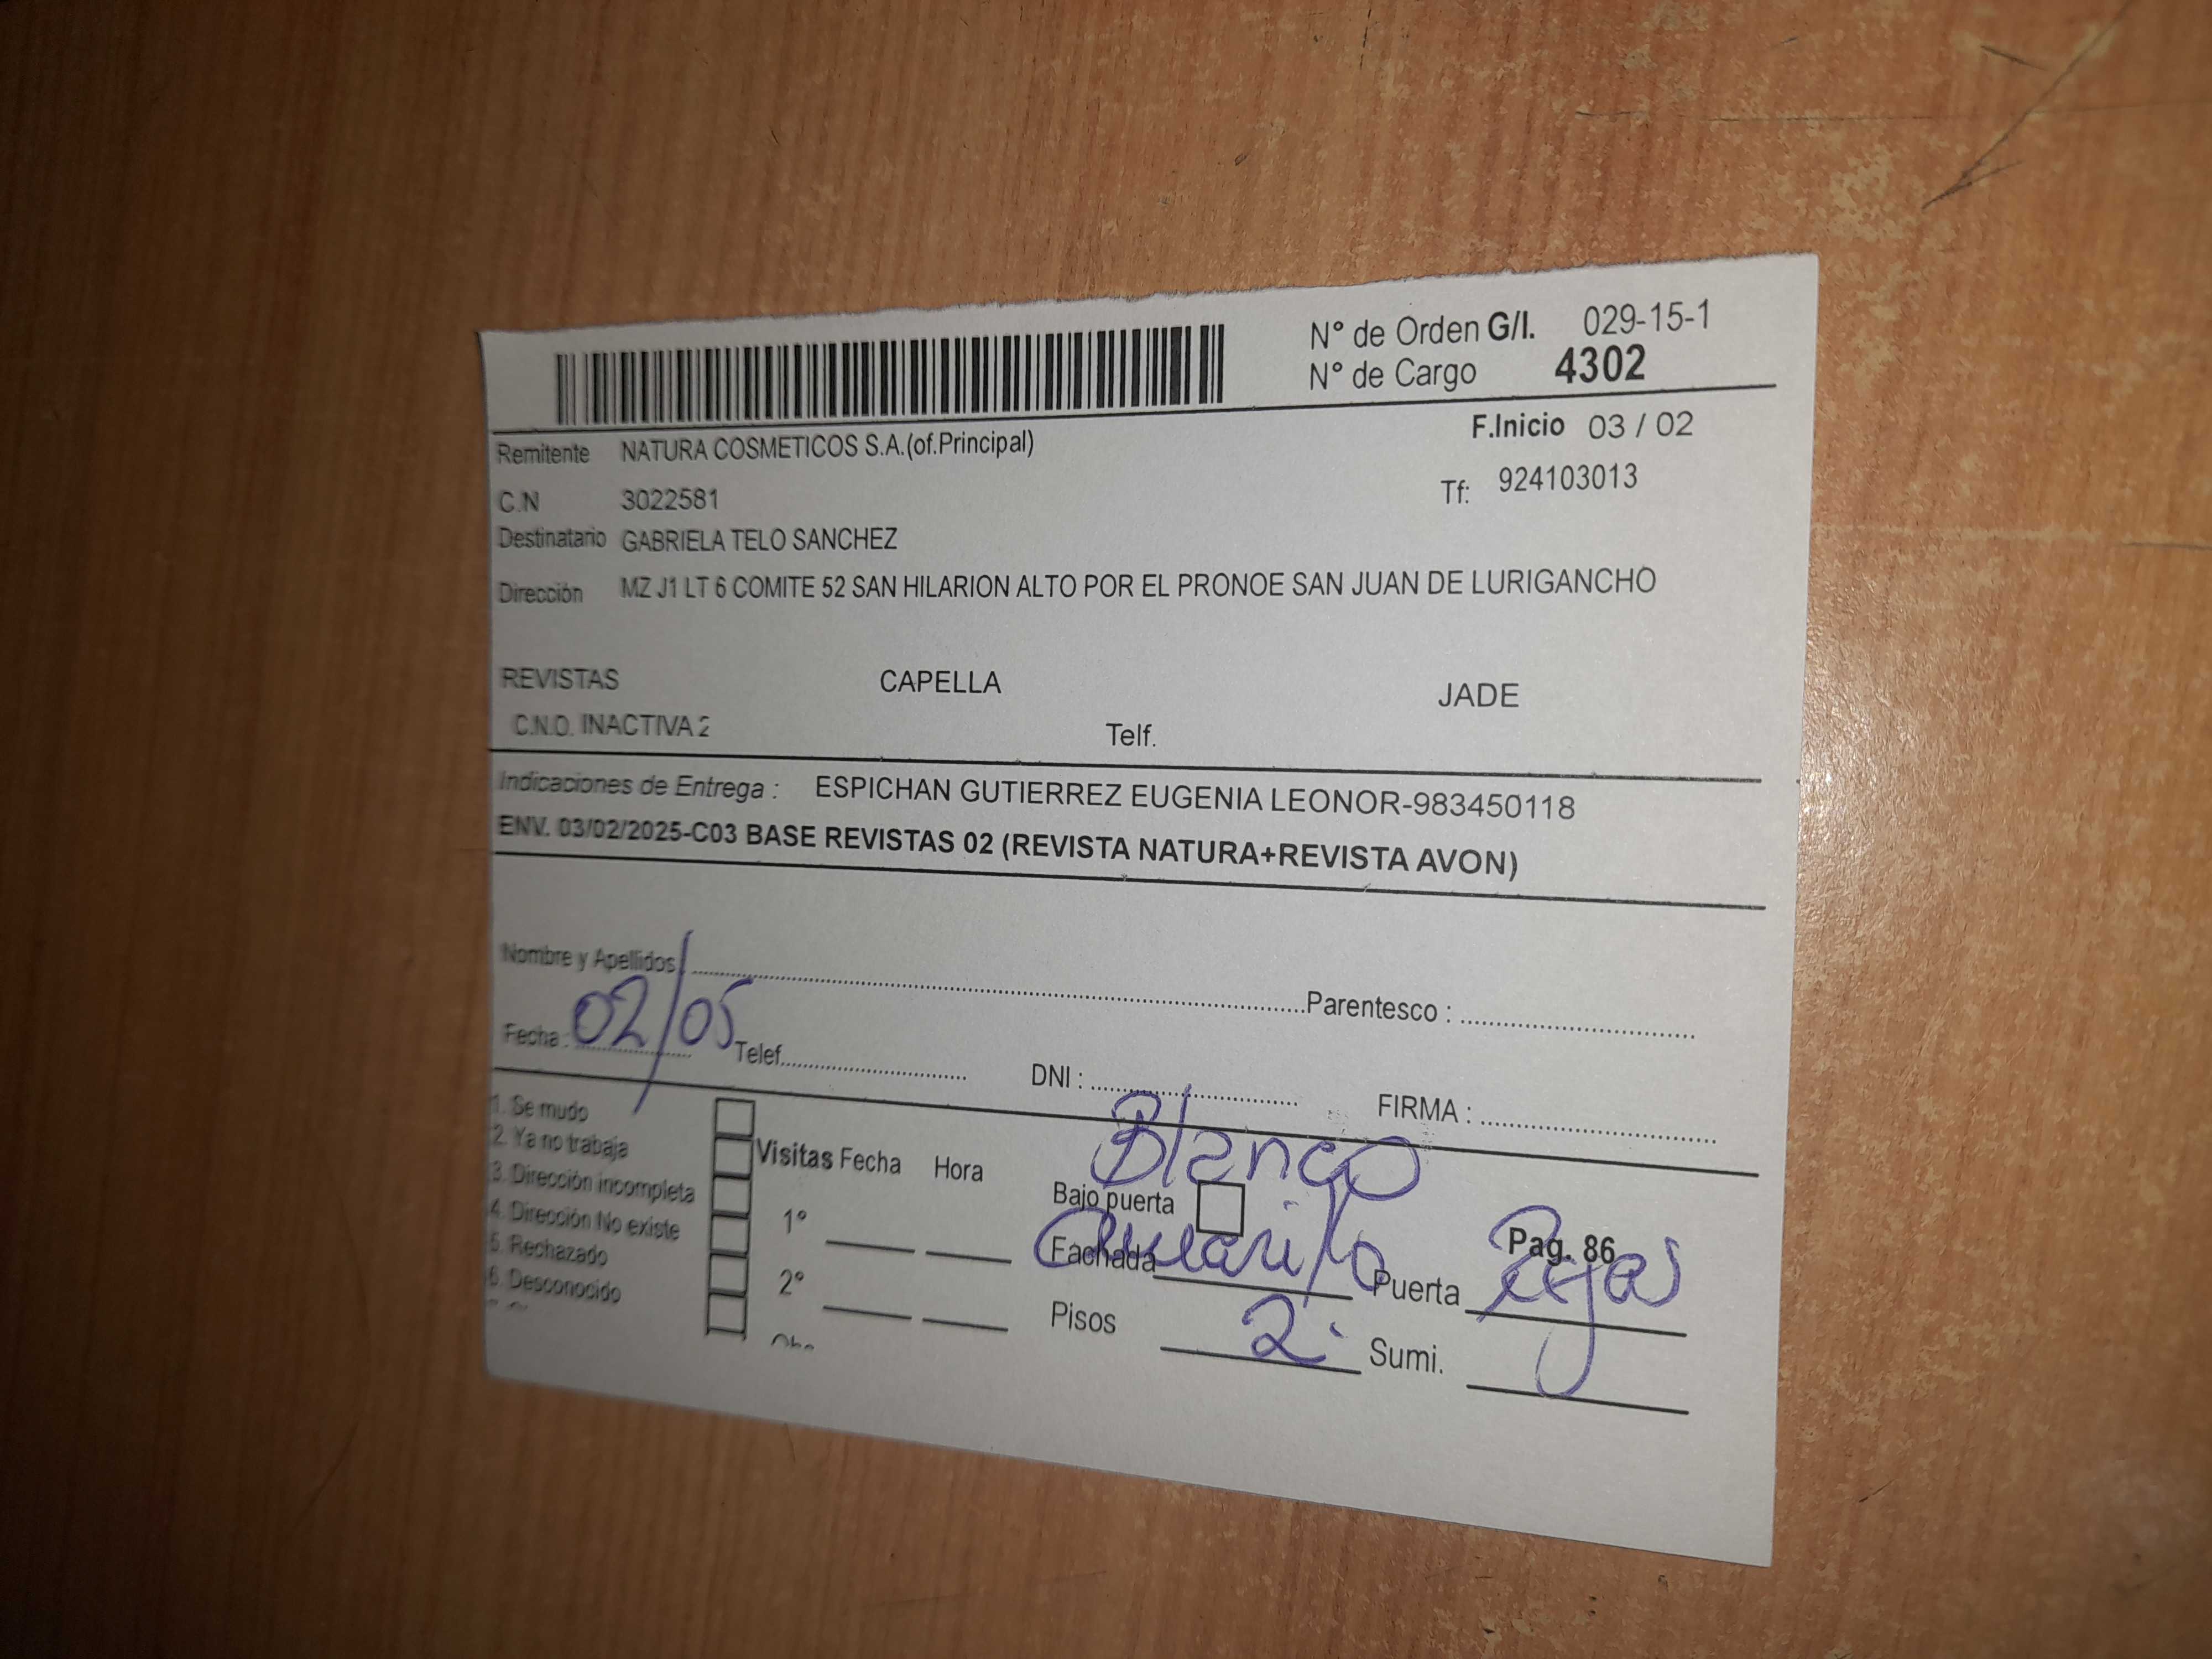 N° de Orden G/I. 029-15-1
N° de Cargo 4302
F.Inicio 03 / 02
Remitente NATURA COSMETICOS S.A.(of.Principal)
Tf: 924103013
C.N 3022581
Destinatario GABRIELA TELO SANCHEZ
Dirección MZ J1 LT 6 COMITE 52 SAN HILARION ALTO POR EL PRONOE SAN JUAN DE LURIGANCHO
REVISTAS CAPELLA JADE
C.N.O. INACTIVA 2 Telf.
Indicaciones de Entrega : ESPICHAN GUTIERREZ EUGENIA LEONOR-983450118
ENV. 03/02/2025-C03 BASE REVISTAS 02 (REVISTA NATURA+REVISTA AVON)
Nombre y Apellidos Parentesco :
Fecha : 02/05 Telef. DNI : FIRMA :
1. Se mudo
2. Ya no trabaja
3. Dirección incompleta
4. Dirección No existe
5. Rechazado
6. Desconocido
Visitas Fecha Hora
1°
2°
Blanco
Bajo puerta
Pag. 86
Fachada Amarillo Puerta
Pisos 2 Sumi.